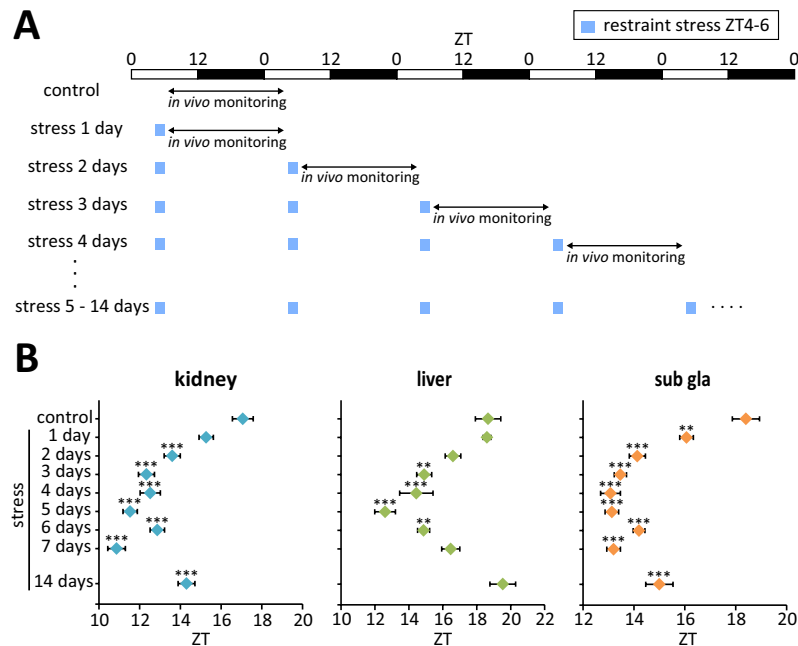 A
restraint stress ZT4-6
ZT
0 12 0 12 0 12 0 12 0 12 0
control
in vivo monitoring
stress 1 day
in vivo monitoring
stress 2 days
in vivo monitoring
stress 3 days
in vivo monitoring
stress 4 days
in vivo monitoring
stress 5 - 14 days
B
kidney liver sub gla
control
1 day
**
2 days
*** ***
3 days
*** ** ***
4 days
*** *** ***
5 days
*** *** ***
6 days
*** ** ***
7 days
*** ***
14 days
*** ***
stress
10 12 14 16 18 20 10 12 14 16 18 20 22 12 14 16 18 20
ZT ZT ZT